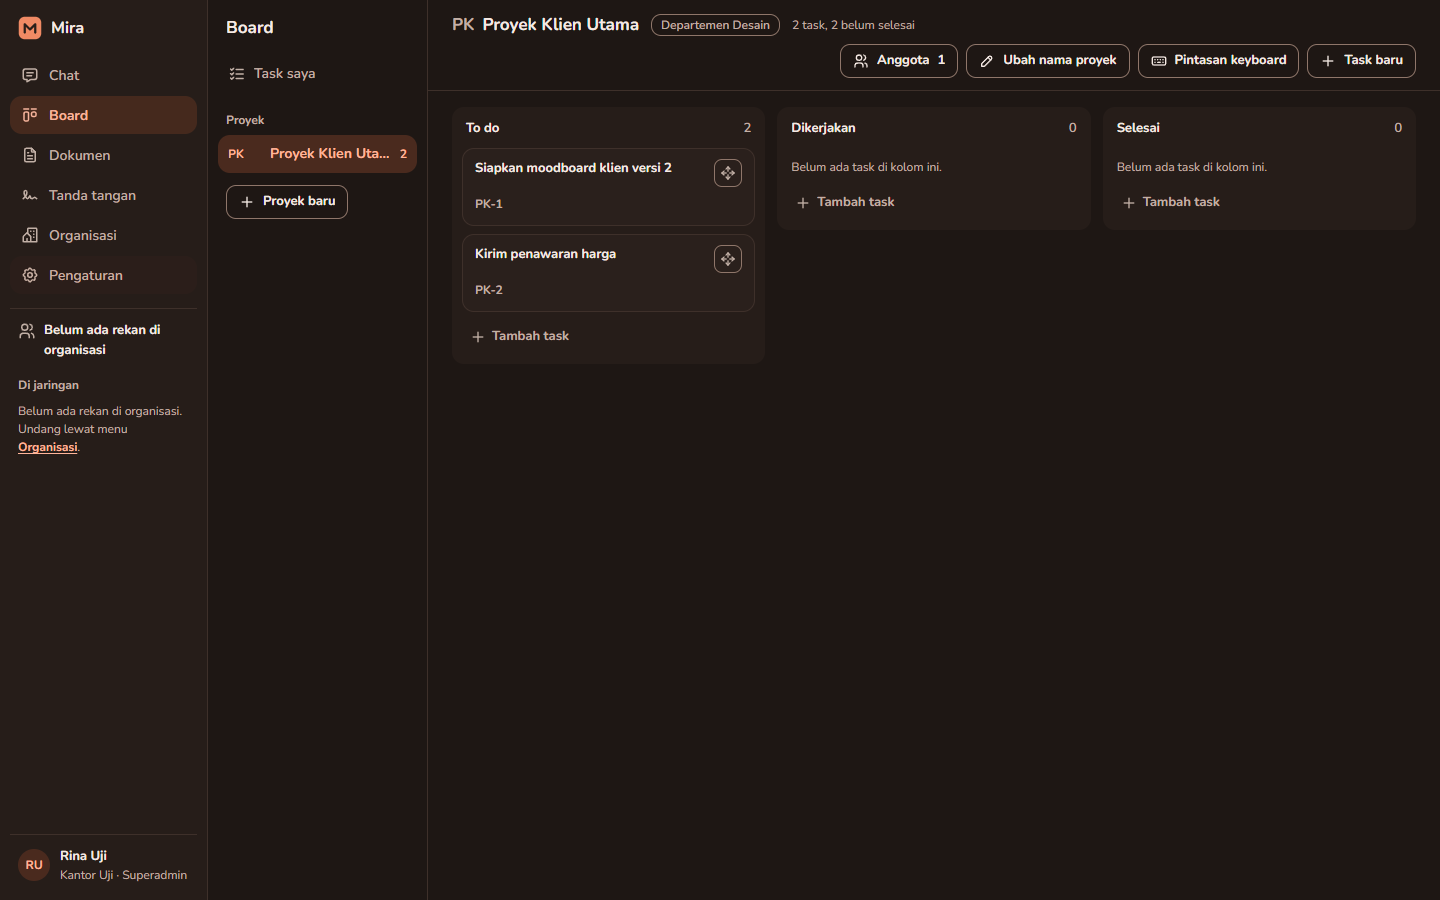 Mira
Chat
Board
Dokumen
Tanda tangan
Organisasi
Pengaturan
Belum ada rekan di
organisasi
Di jaringan
Belum ada rekan di organisasi.
Undang lewat menu
Organisasi.
RU
Rina Uji
Kantor Uji · Superadmin
Board
Task saya
Proyek
PK Proyek Klien Uta... 2
Proyek baru
PK Proyek Klien Utama Departemen Desain 2 task, 2 belum selesai
Anggota 1 Ubah nama proyek Pintasan keyboard Task baru
To do 2
Siapkan moodboard klien versi 2
PK-1
Kirim penawaran harga
PK-2
Tambah task
Dikerjakan 0
Belum ada task di kolom ini.
Tambah task
Selesai 0
Belum ada task di kolom ini.
Tambah task